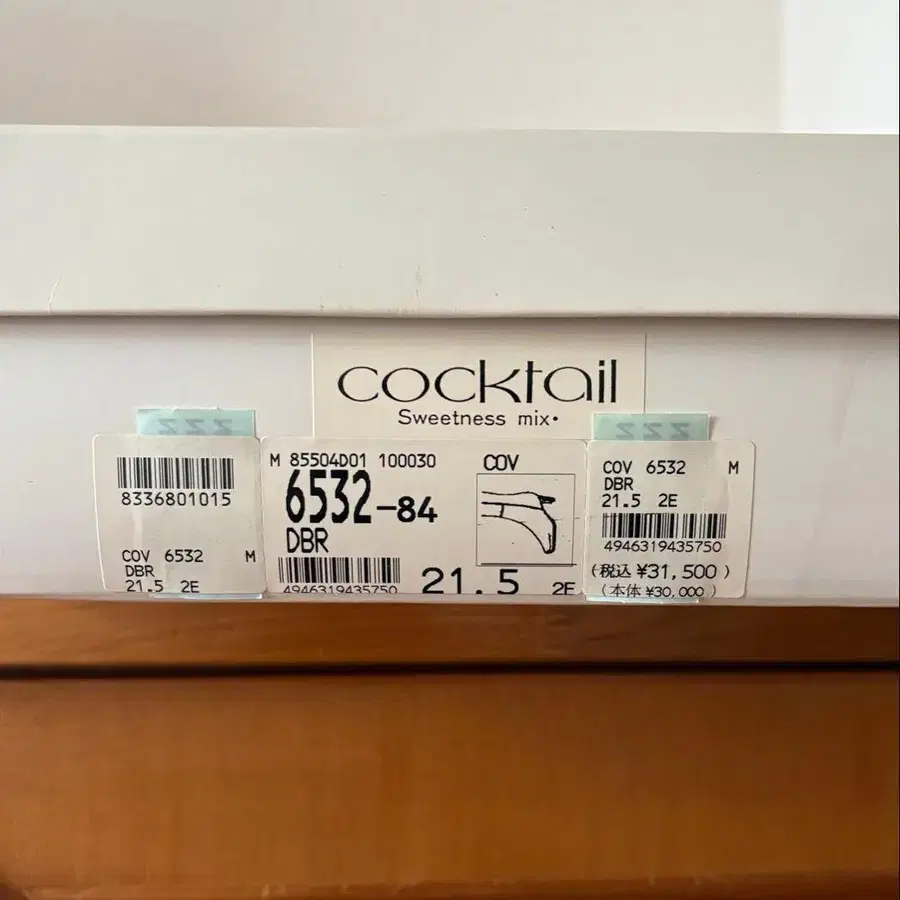 cocktail
Sweetness mix•
8336801015
COV 6532 M
DBR
21.5 2E
M 85504D01 100030
6532-84
DBR
4946319435750
COV
21.5 2E
COV 6532 M
DBR
21.5 2E
4946319435750
(税込 ¥31,500)
(本体 ¥30,000)